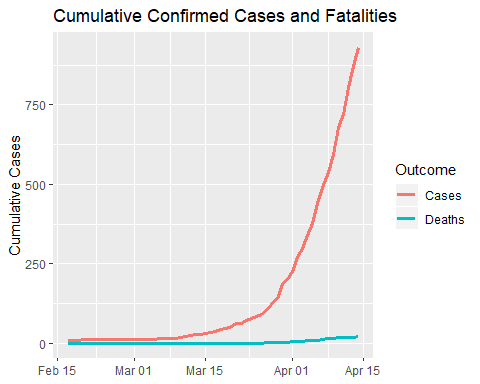 Cumulative Confirmed Cases and Fatalities
Cumulative Cases
750
500
250
0
Feb 15
Mar 01
Mar 15
Apr 01
Apr 15
Outcome
Cases
Deaths